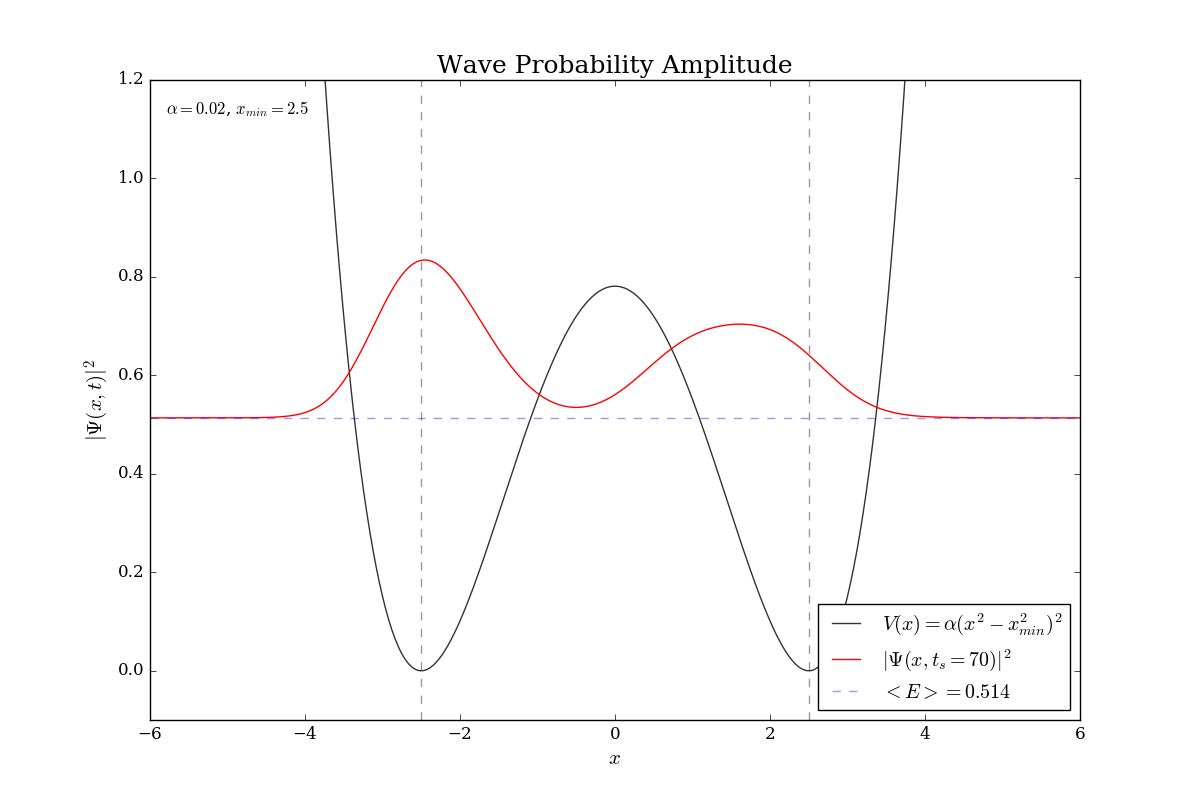 Wave Probability Amplitude
α = 0.02, x_min = 2.5
|Ψ(x, t)|²
1.2
1.0
0.8
0.6
0.4
0.2
0.0
−6
−4
−2
0
2
4
6
x
V(x) = α(x² − x²_min)²
|Ψ(x, t_s = 70)|²
< E > = 0.514